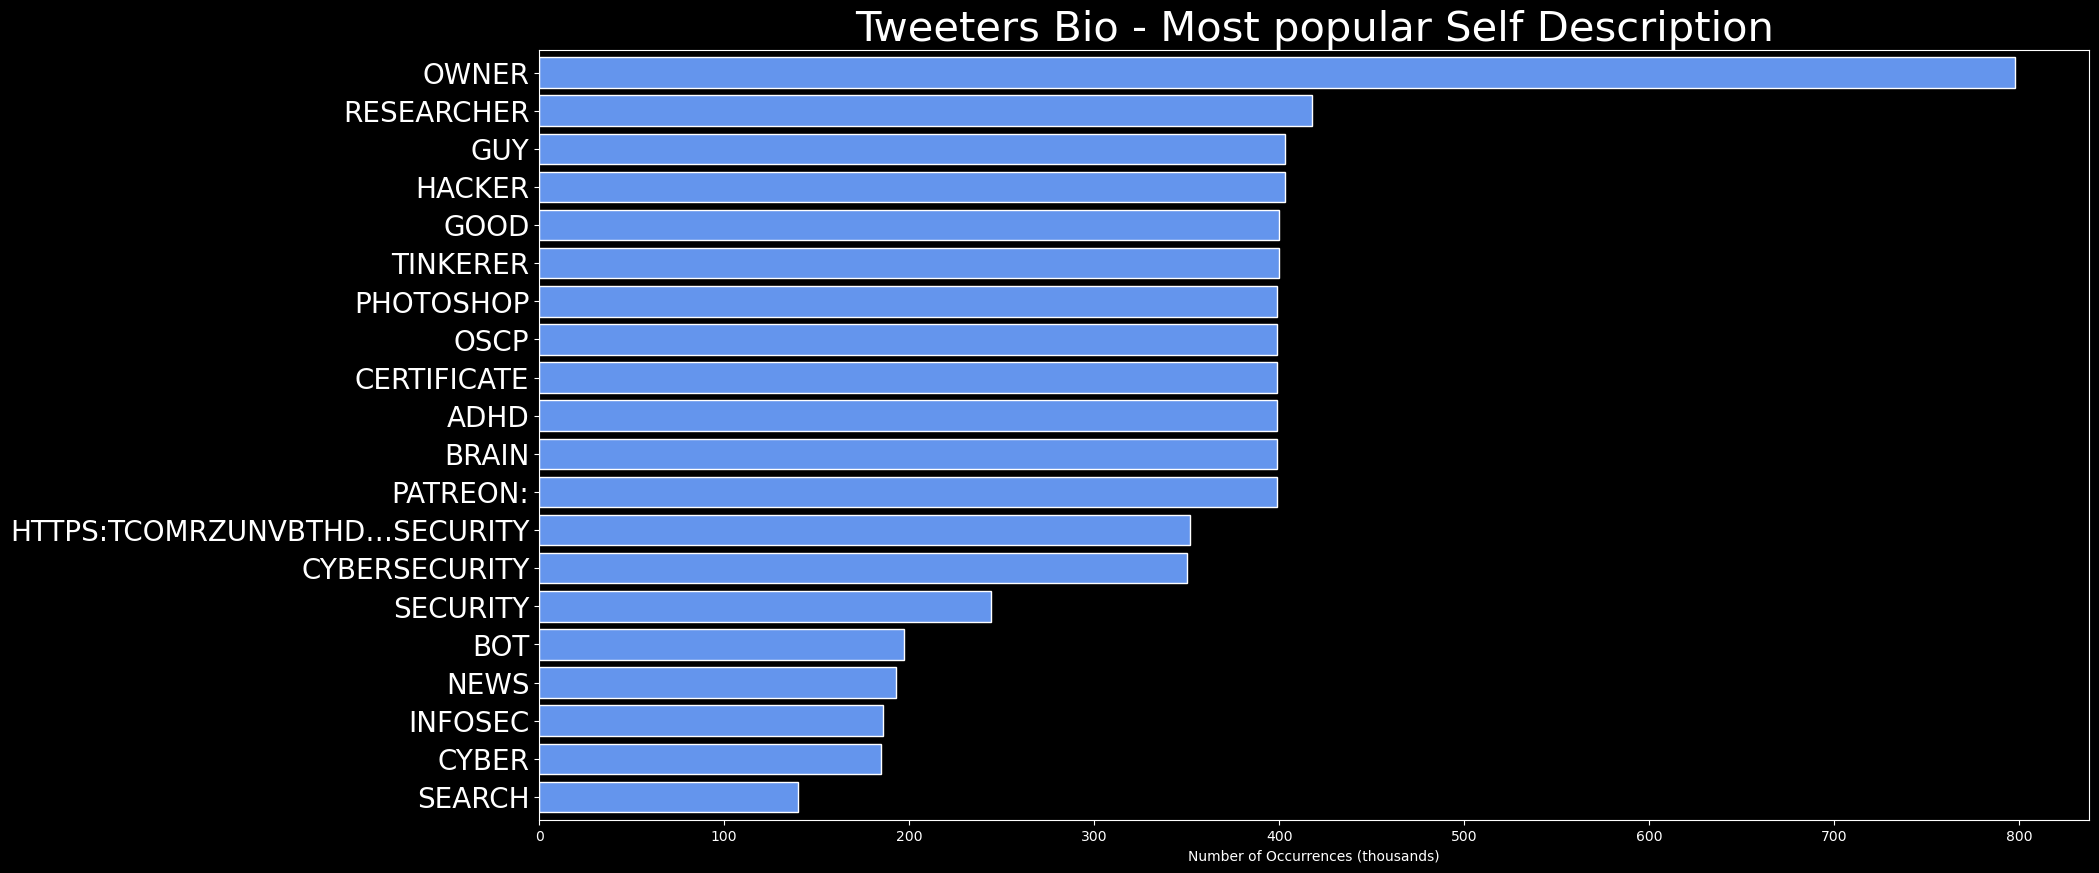 Tweeters Bio - Most popular Self Description
OWNER
RESEARCHER
GUY
HACKER
GOOD
TINKERER
PHOTOSHOP
OSCP
CERTIFICATE
ADHD
BRAIN
PATREON:
HTTPS:TCOMRZUNVBTHD...SECURITY
CYBERSECURITY
SECURITY
BOT
NEWS
INFOSEC
CYBER
SEARCH
0 100 200 300 400 500 600 700 800
Number of Occurrences (thousands)